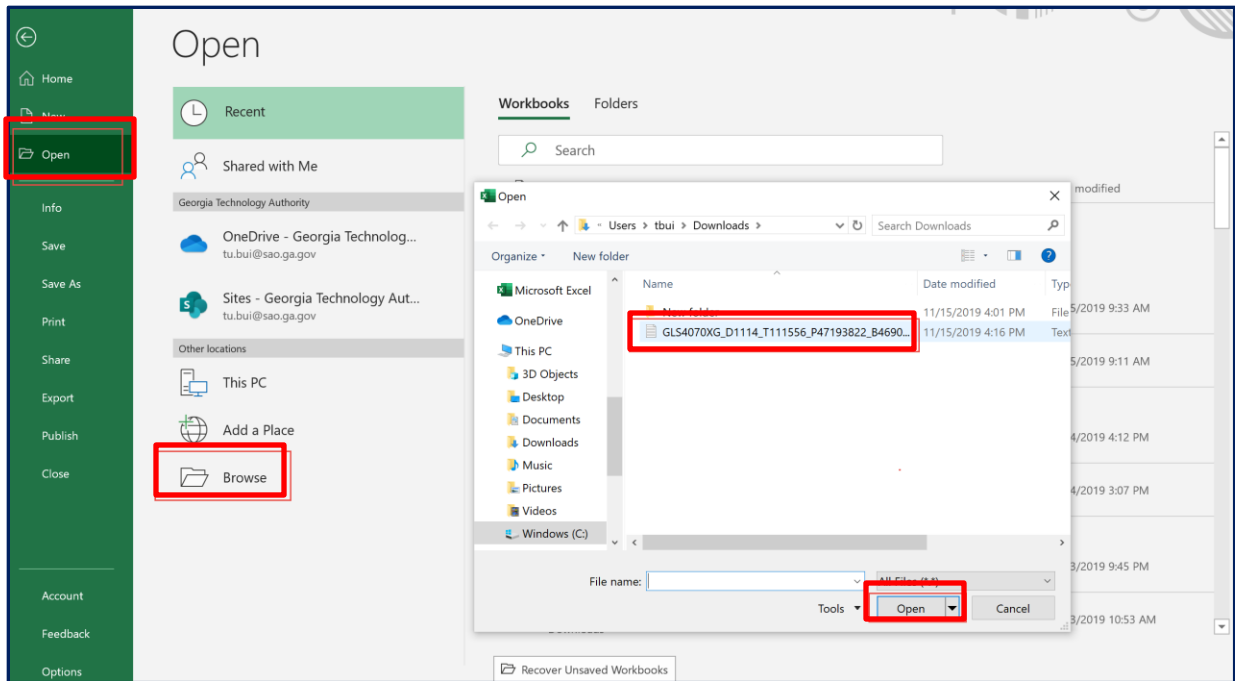 Open
Home
New
Open
Info
Save
Save As
Print
Share
Export
Publish
Close
Account
Feedback
Options
Recent
Shared with Me
Georgia Technology Authority
OneDrive - Georgia Technolog...
tu.bui@sao.ga.gov
Sites - Georgia Technology Aut...
tu.bui@sao.ga.gov
Other locations
This PC
Add a Place
Browse
Workbooks Folders
Search
modified
5/2019 9:33 AM
5/2019 9:11 AM
4/2019 4:12 PM
4/2019 3:07 PM
3/2019 9:45 PM
3/2019 10:53 AM
Open
Users > tbui > Downloads >
Search Downloads
Organize
New folder
Microsoft Excel
OneDrive
This PC
3D Objects
Desktop
Documents
Downloads
Music
Pictures
Videos
Windows (C:)
Name Date modified Typ
New folder 11/15/2019 4:01 PM File
GLS4070XG_D1114_T111556_P47193822_B4690... 11/15/2019 4:16 PM Text
File name:
All Files (*.*)
Tools Open Cancel
Downloads
Recover Unsaved Workbooks